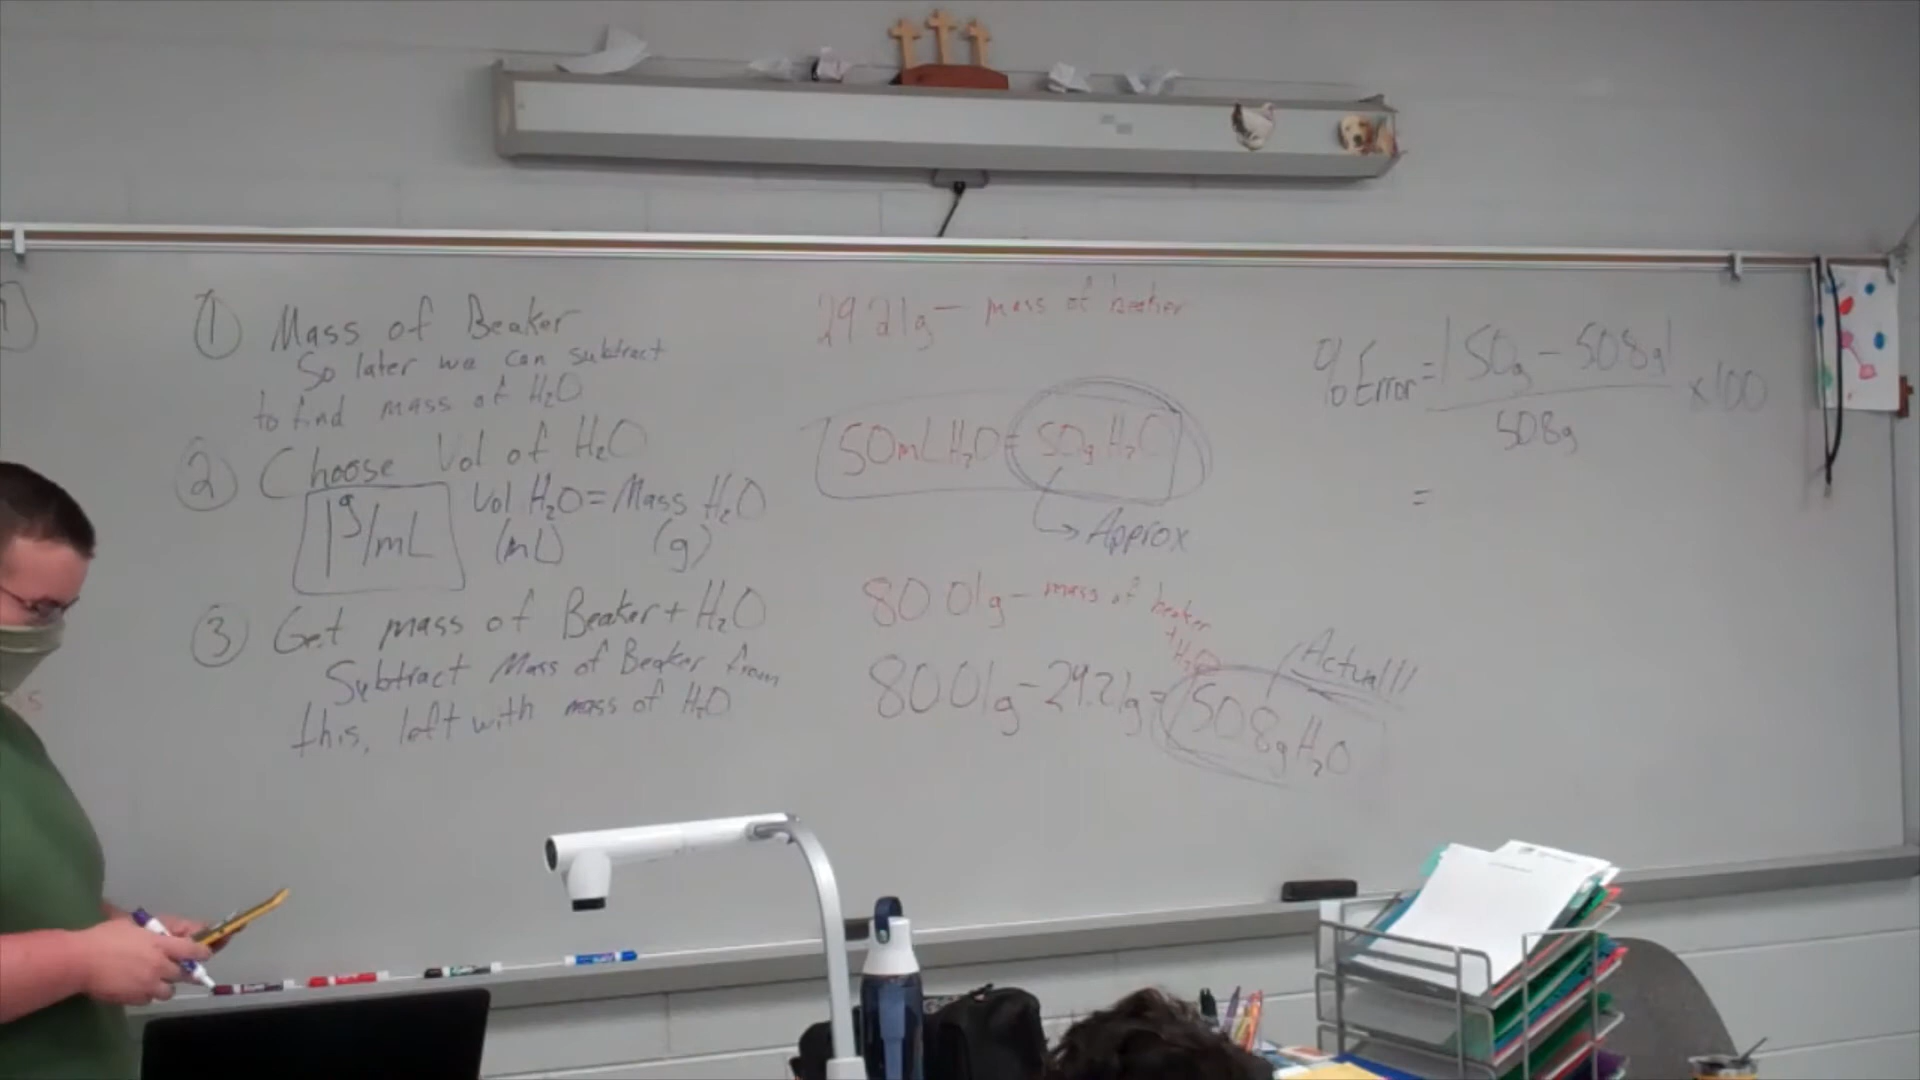 ① Mass of Beaker
So later we can subtract
to find mass of H₂O
② Choose Vol of H₂O
1g/mL
Vol H₂O = Mass H₂O
(mL) (g)
③ Get mass of Beaker + H₂O
Subtract Mass of Beaker from
this, left with mass of H₂O
29.21g — mass of beaker
50mL H₂O = 50g H₂O
→ Approx
80.01g — mass of beaker
+ H₂O
80.01g - 29.21g = 50.8g H₂O
Actual!!
% Error = |50g - 50.8g| × 100
50.8g
=